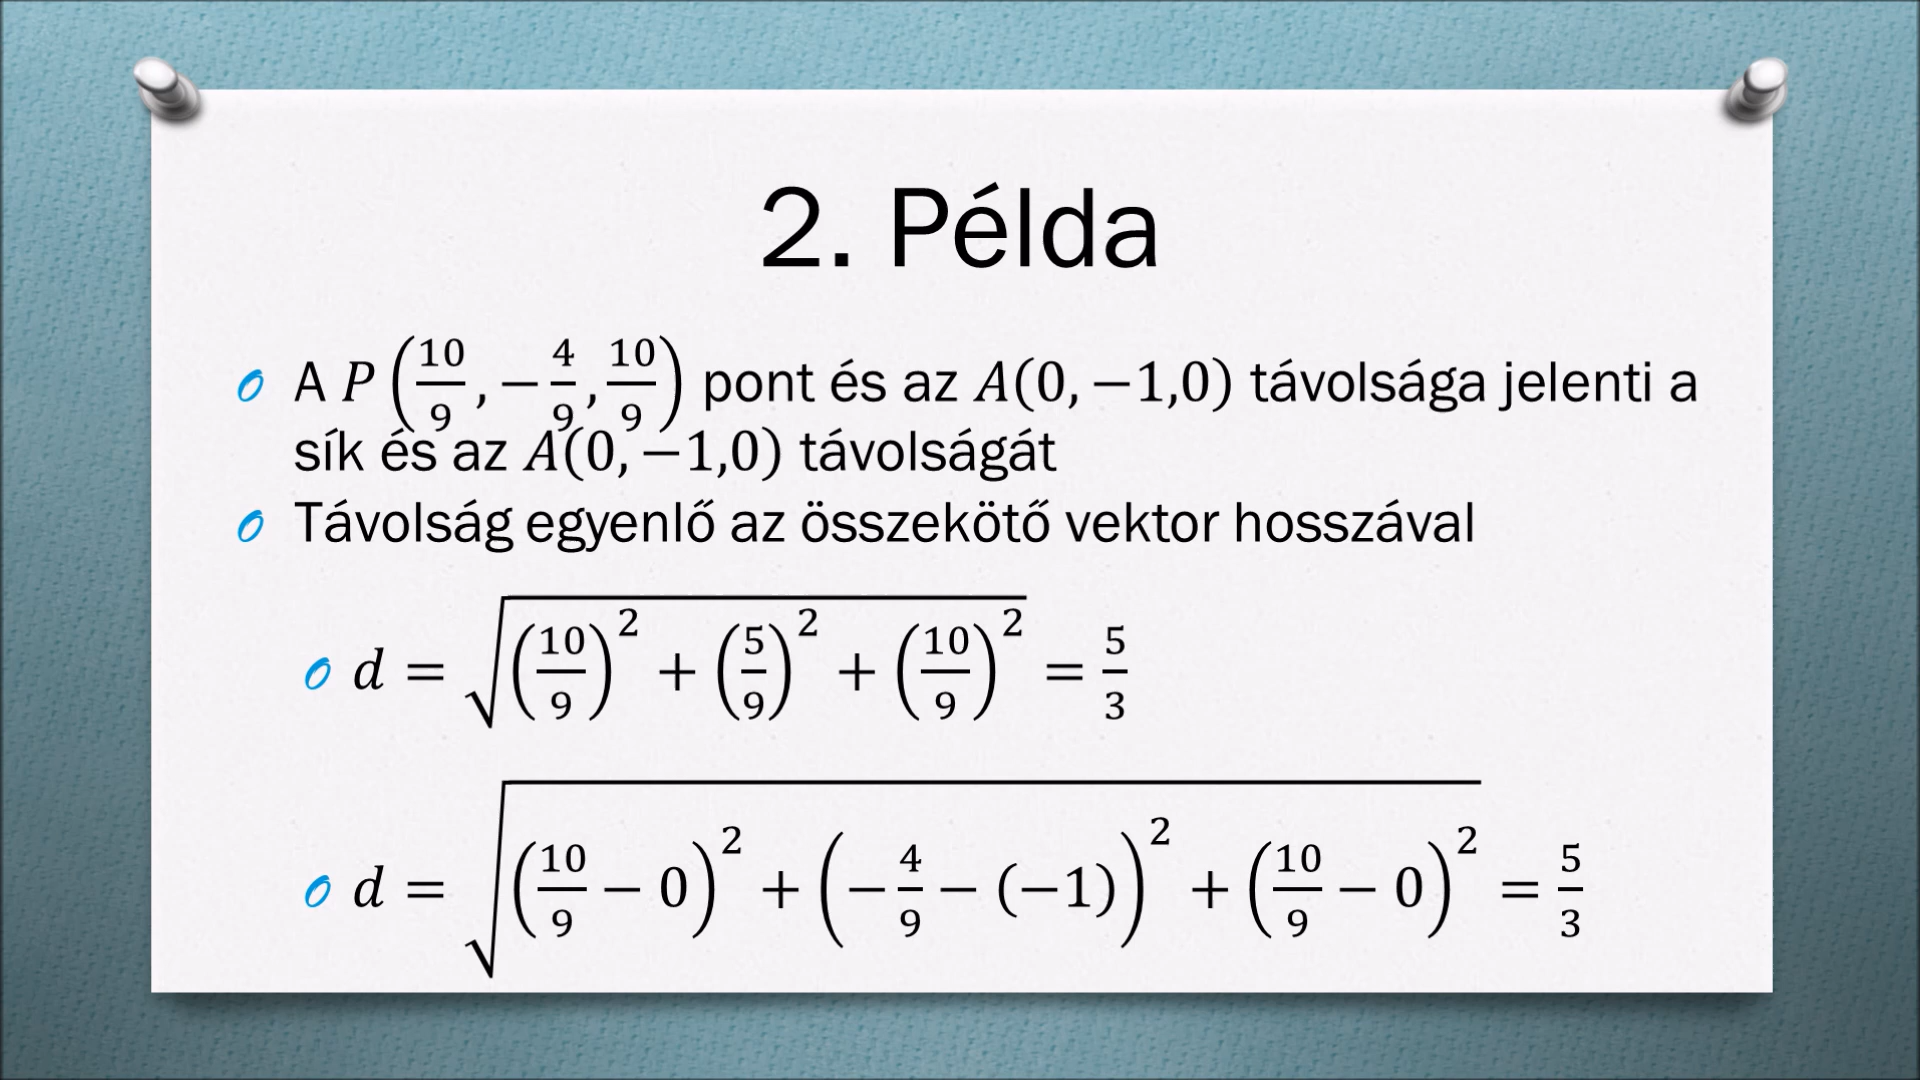 2. Példa
A P(10/9, −4/9, 10/9) pont és az A(0, −1,0) távolsága jelenti a
sík és az A(0, −1,0) távolságát
Távolság egyenlő az összekötő vektor hosszával
d = √((10/9)² + (5/9)² + (10/9)²) = 5/3
d = √((10/9 − 0)² + (−4/9 − (−1))² + (10/9 − 0)²) = 5/3